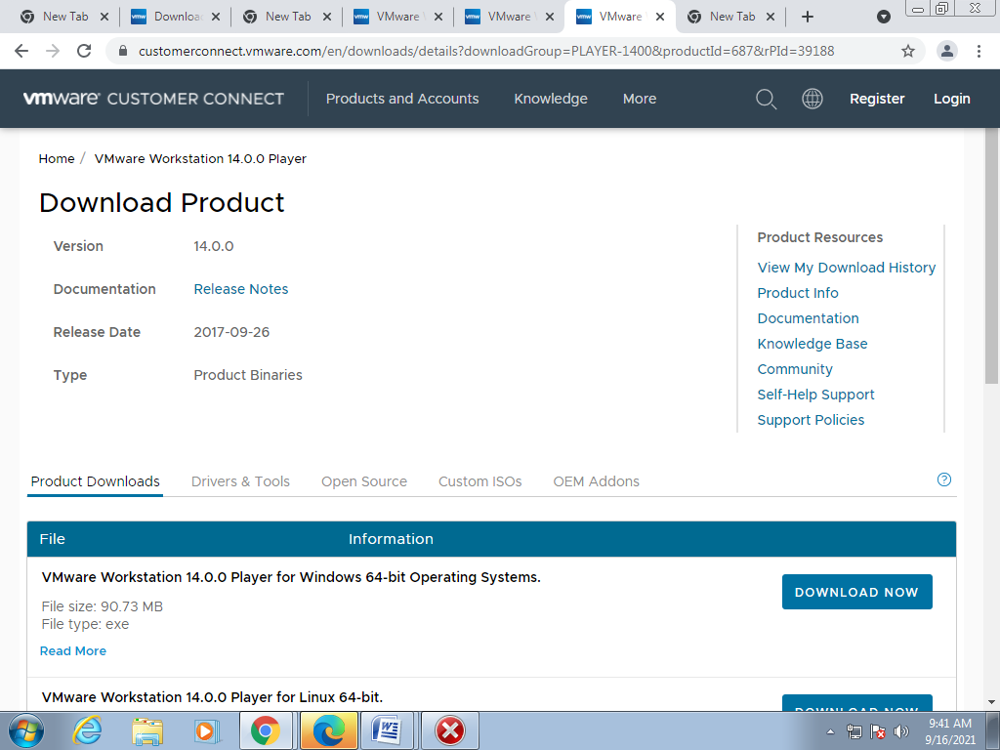 New Tab
Downloa
New Tab
VMware
VMware
VMware
New Tab
customerconnect.vmware.com/en/downloads/details?downloadGroup=PLAYER-1400&productId=687&rPId=39188
vmware® CUSTOMER CONNECT
Products and Accounts
Knowledge
More
Register
Login
Home / VMware Workstation 14.0.0 Player
Download Product
Version 14.0.0
Documentation Release Notes
Release Date 2017-09-26
Type Product Binaries
Product Resources
View My Download History
Product Info
Documentation
Knowledge Base
Community
Self-Help Support
Support Policies
Product Downloads
Drivers & Tools
Open Source
Custom ISOs
OEM Addons
File
Information
VMware Workstation 14.0.0 Player for Windows 64-bit Operating Systems.
File size: 90.73 MB
File type: exe
Read More
DOWNLOAD NOW
VMware Workstation 14.0.0 Player for Linux 64-bit.
DOWNLOAD NOW
9:41 AM
9/16/2021